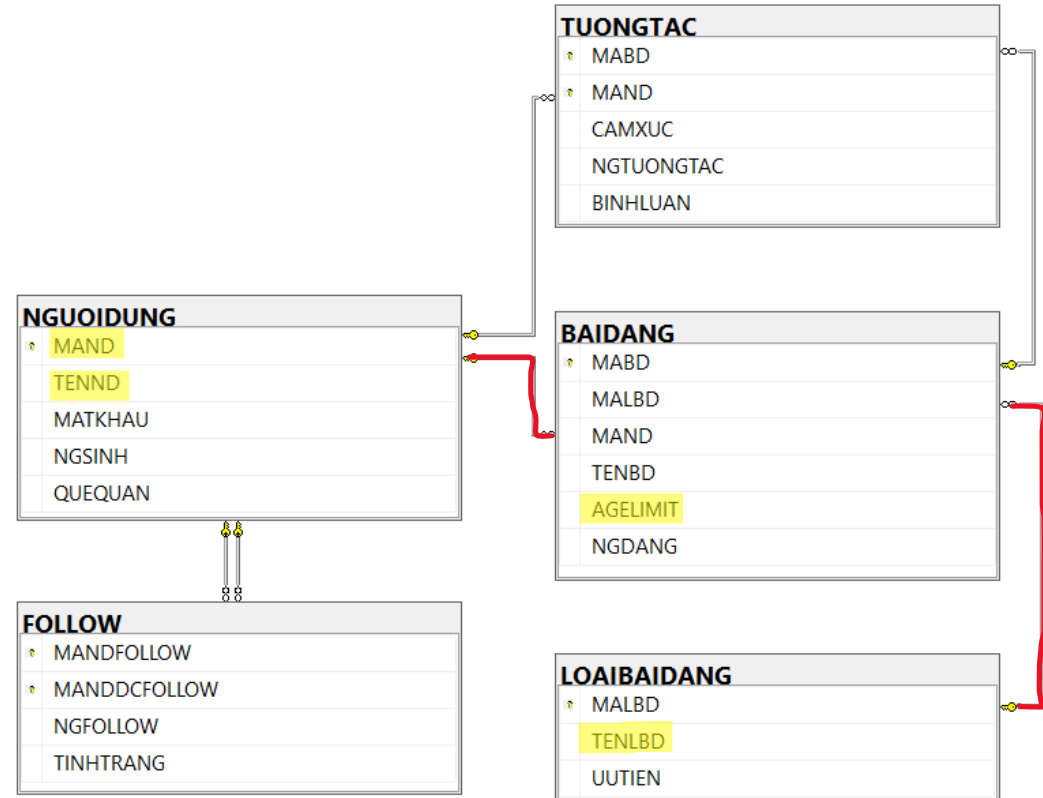 TUONGTAC
MABD
MAND
CAMXUC
NGTUONGTAC
BINHLUAN
NGUOIDUNG
MAND
TENND
MATKHAU
NGSINH
QUEQUAN
BAIDANG
MABD
MALBD
MAND
TENBD
AGELIMIT
NGDANG
FOLLOW
MANDFOLLOW
MANDDCFOLLOW
NGFOLLOW
TINHTRANG
LOAIBAIDANG
MALBD
TENLBD
UUTIEN